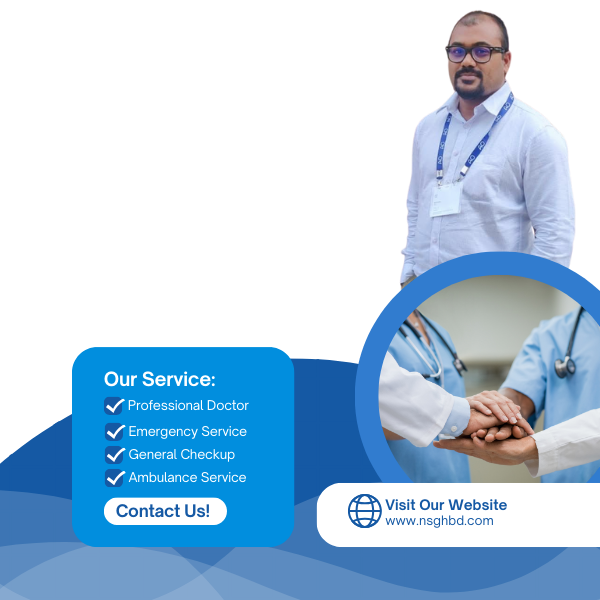 Our Service:
Professional Doctor
Emergency Service
General Checkup
Ambulance Service
Contact Us!
Visit Our Website
www.nsghbd.com